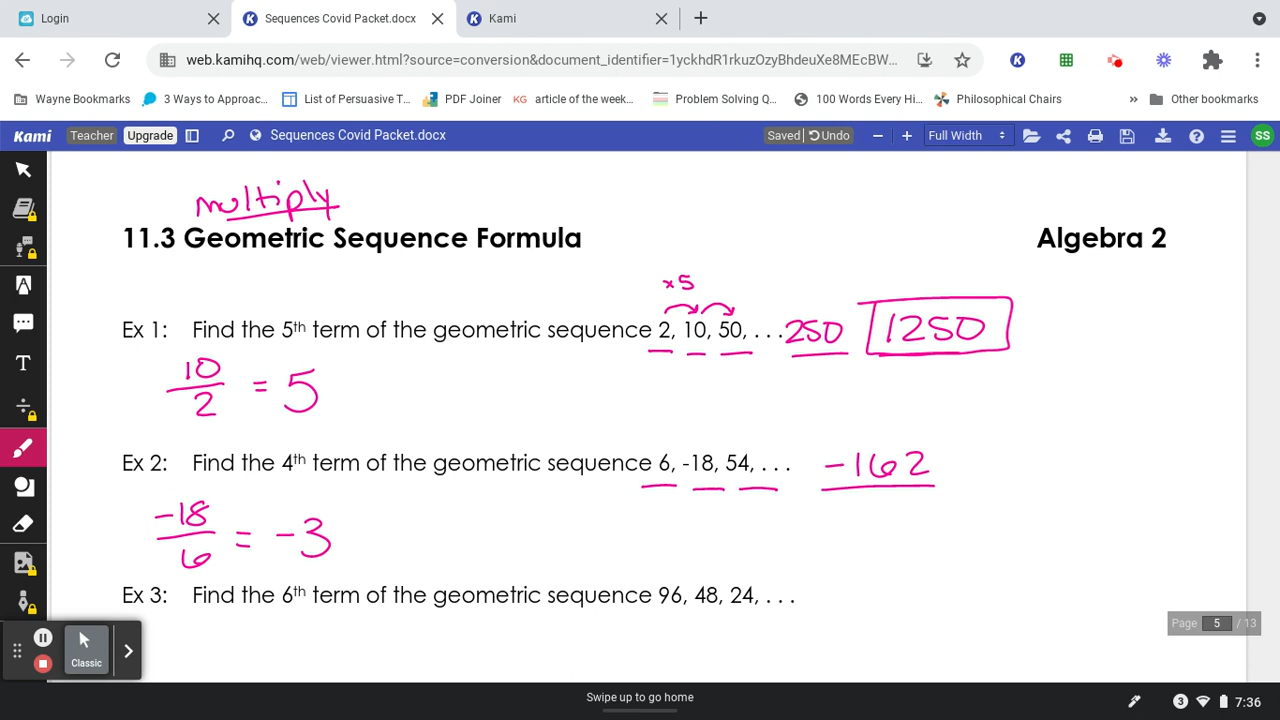 Login
Sequences Covid Packet.docx
Kami
web.kamihq.com/web/viewer.html?source=conversion&document_identifier=1yckhdR1rkuzOzyBhdeuXe8MEcBW...
Wayne Bookmarks
3 Ways to Approac...
List of Persuasive T...
PDF Joiner
KG article of the week...
Problem Solving Q...
100 Words Every Hi...
Philosophical Chairs
» Other bookmarks
Kami Teacher Upgrade Sequences Covid Packet.docx Saved Undo Full Width SS
multiply
11.3 Geometric Sequence Formula Algebra 2
×5
Ex 1: Find the 5th term of the geometric sequence 2, 10, 50, . . . 250 1250
10/2 = 5
Ex 2: Find the 4th term of the geometric sequence 6, -18, 54, . . . -162
-18/6 = -3
Ex 3: Find the 6th term of the geometric sequence 96, 48, 24, . . .
Page 5 / 13
Classic
Swipe up to go home
3 7:36